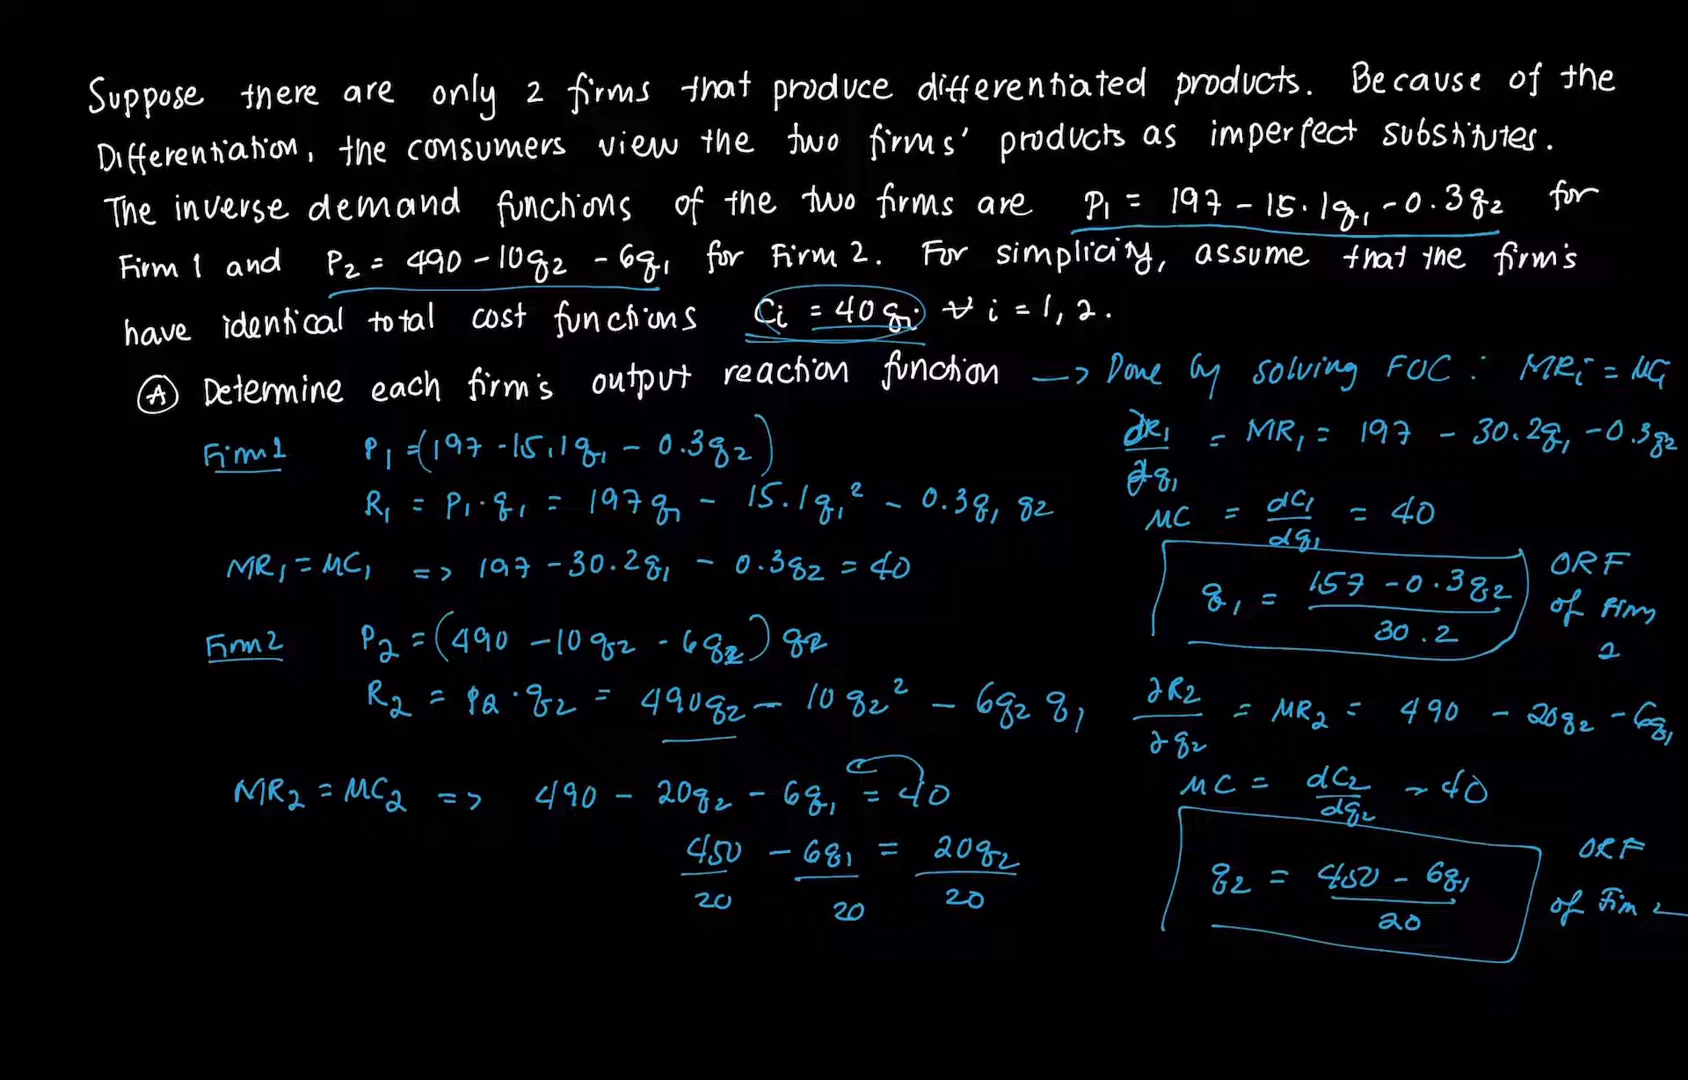 Suppose there are only 2 firms that produce differentiated products. Because of the
Differentiation, the consumers view the two firms' products as imperfect substitutes.
The inverse demand functions of the two firms are P₁ = 197 - 15.1q₁ - 0.3q₂ for
Firm 1 and P₂ = 490 - 10q₂ - 6q₁ for Firm 2. For simplicity, assume that the firm's
have identical total cost functions Cᵢ = 40qᵢ ∀ i = 1, 2.
Ⓐ Determine each firm's output reaction function → Done by solving FOC : MRᵢ = MCᵢ
Firm 1 P₁ = (197 - 15.1q₁ - 0.3q₂)
∂R₁/∂q₁ = MR₁ = 197 - 30.2q₁ - 0.3q₂
R₁ = P₁·q₁ = 197q₁ - 15.1q₁² - 0.3q₁ q₂
MC = dC₁/dq₁ = 40
MR₁ = MC₁ => 197 - 30.2q₁ - 0.3q₂ = 40
q₁ = (157 - 0.3q₂)/30.2
ORF
of Firm
2
Firm 2 P₂ = (490 - 10q₂ - 6q₂) q₂
R₂ = P₂·q₂ = 490q₂ - 10q₂² - 6q₂ q₁
∂R₂/∂q₂ = MR₂ = 490 - 20q₂ - 6q₁
MR₂ = MC₂ => 490 - 20q₂ - 6q₁ = 40
MC = dC₂/dq₂ = 40
450/20 - 6q₁/20 = 20q₂/20
q₂ = (450 - 6q₁)/20
ORF
of Firm 2